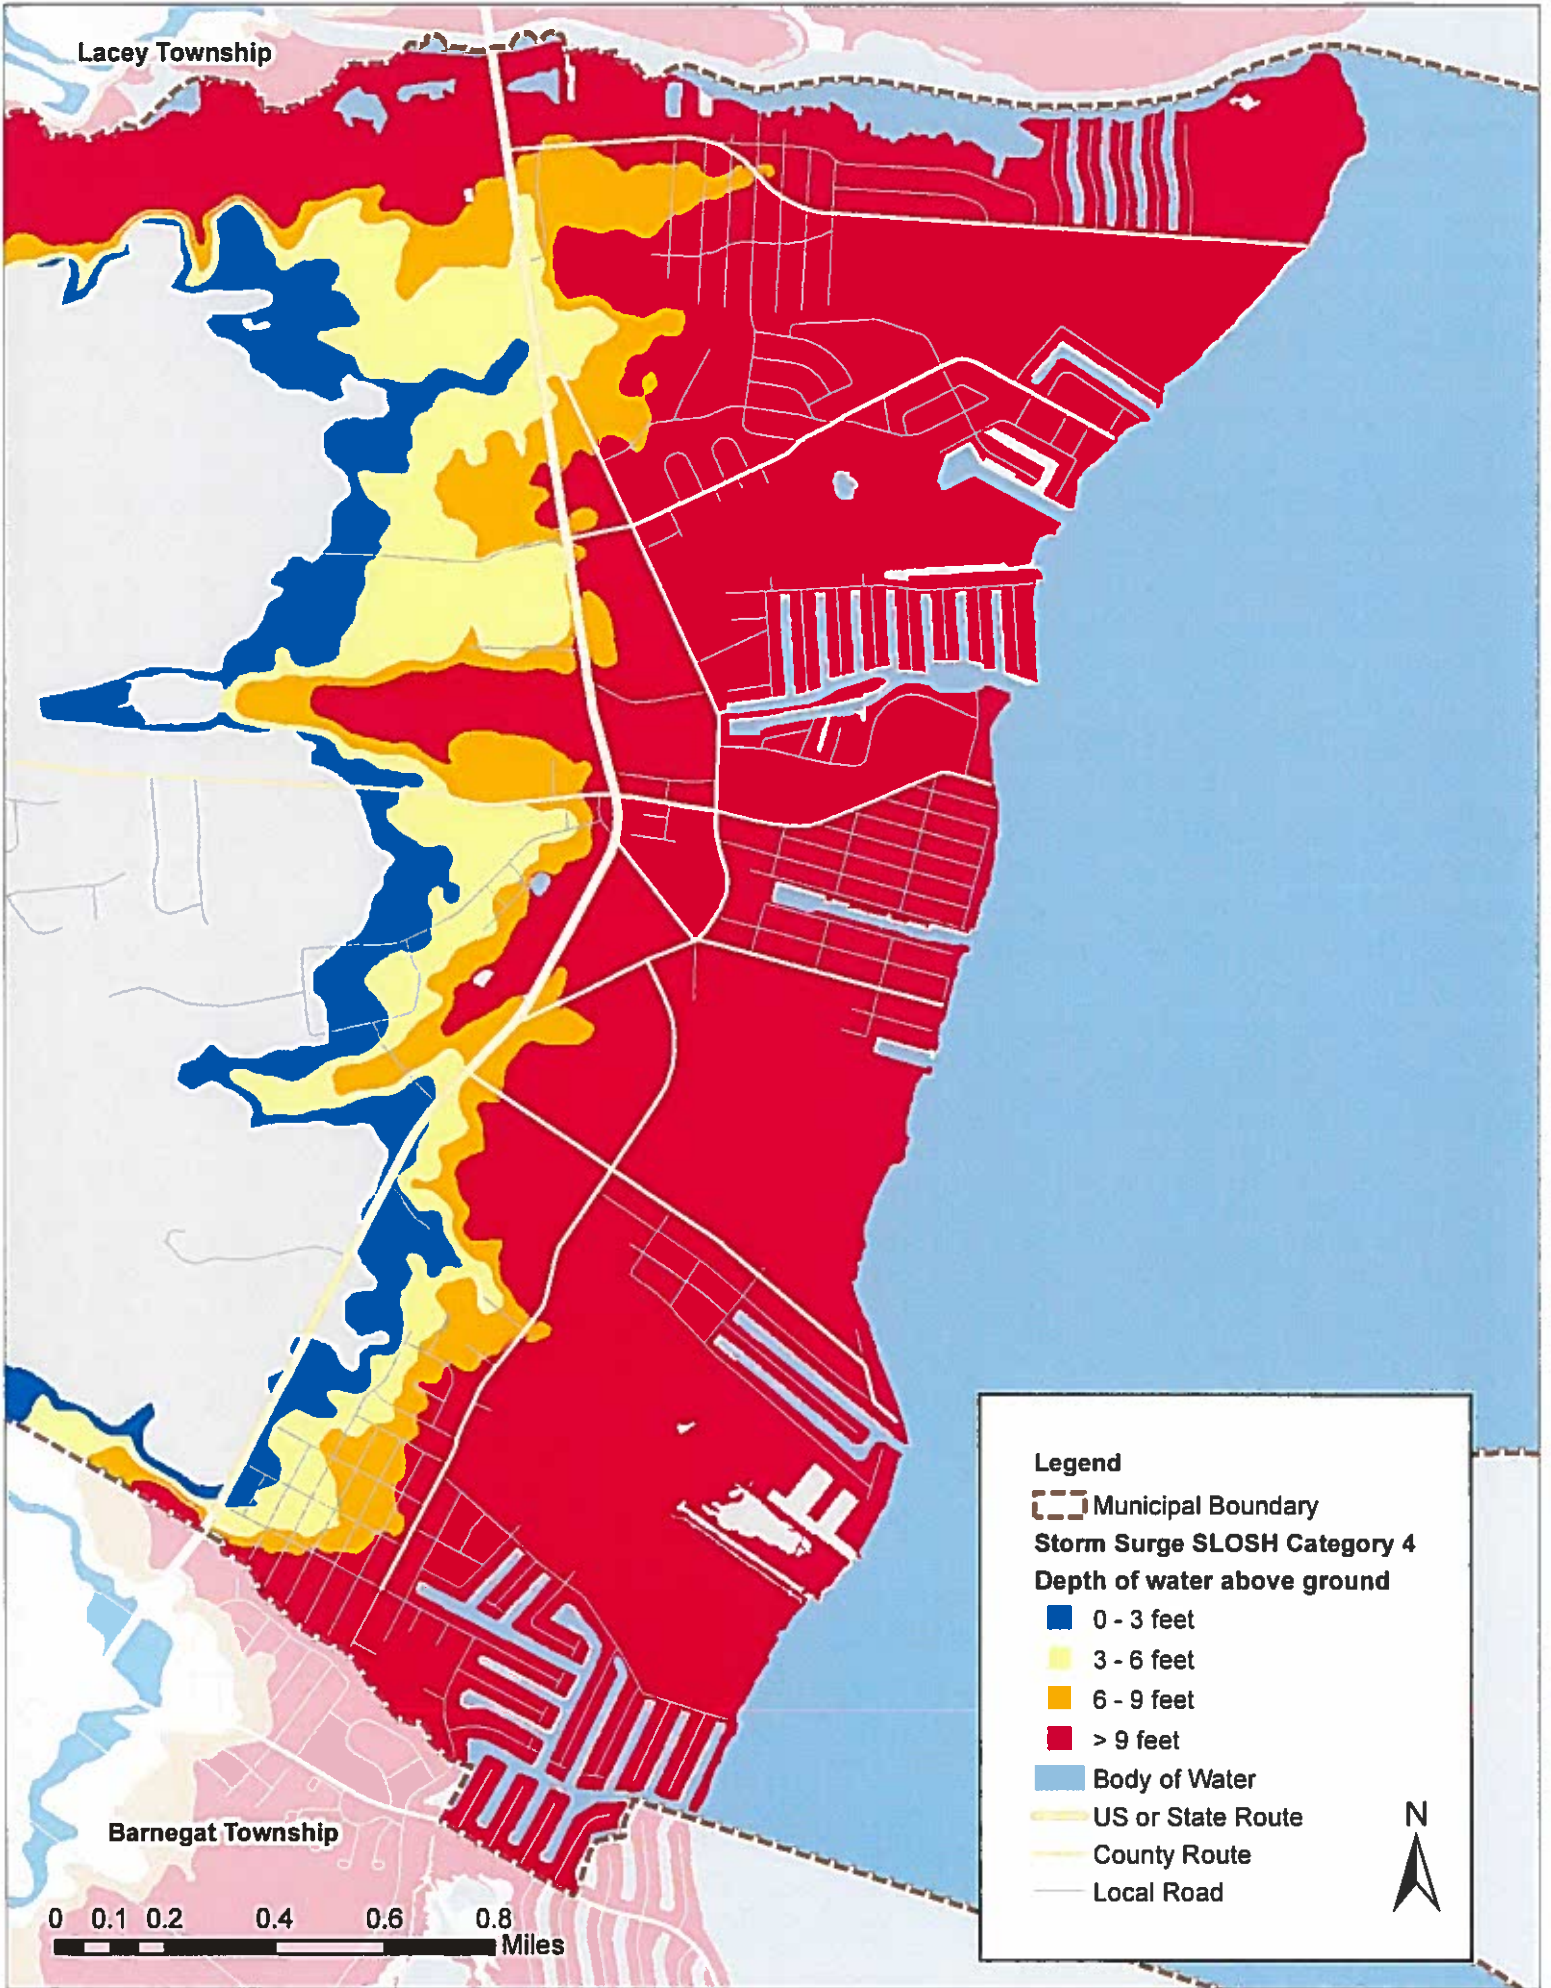 Lacey Township
Legend
Municipal Boundary
Storm Surge SLOSH Category 4
Depth of water above ground
0 - 3 feet
3 - 6 feet
6 - 9 feet
> 9 feet
Body of Water
US or State Route
County Route
Local Road
N
Barnegat Township
0 0.1 0.2 0.4 0.6 0.8
Miles